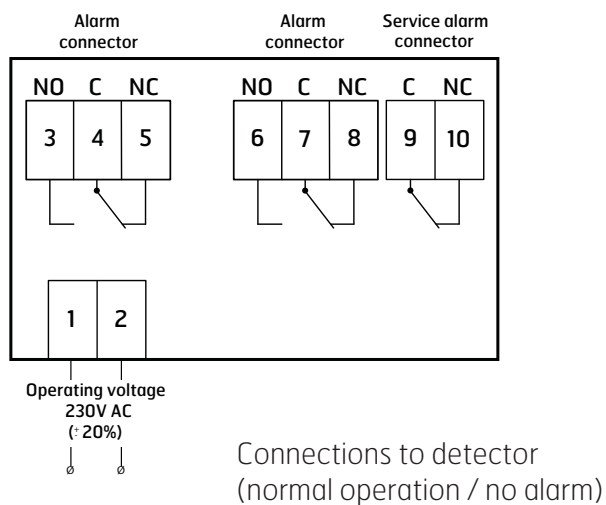 Alarm
connector
Alarm
connector
Service alarm
connector
NO C NC
NO C NC
C NC
3 4 5
6 7 8
9 10
1 2
Operating voltage
230V AC
(± 20%)
Connections to detector
(normal operation / no alarm)